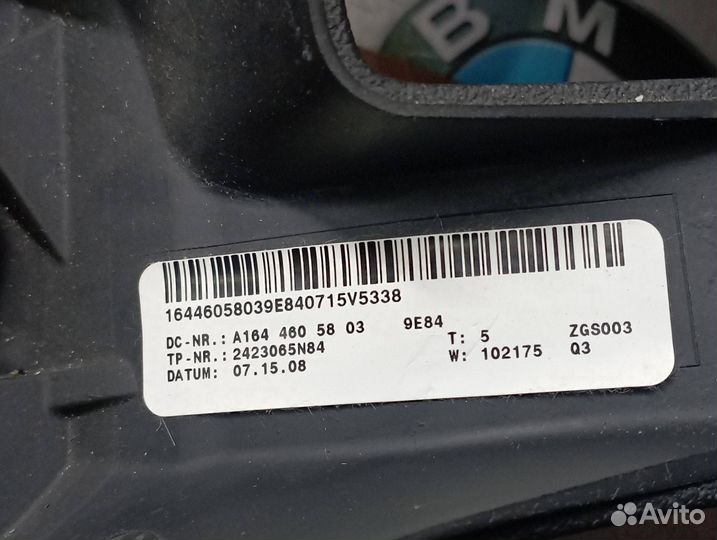 BM
16446058039E840715V5338
DC-NR.: A164 460 58 03 9E84
TP-NR.: 2423065N84
DATUM: 07.15.08
T: 5 ZGS003
W: 102175 Q3
Avito